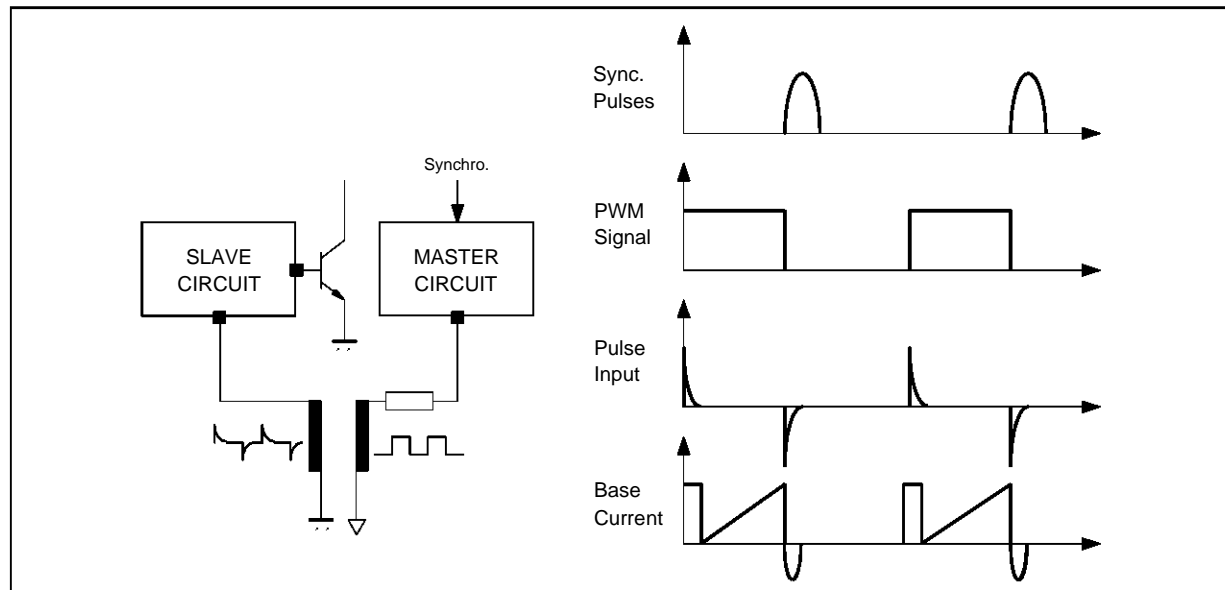 Sync.
Pulses
Synchro.
SLAVE
CIRCUIT
MASTER
CIRCUIT
PWM
Signal
Pulse
Input
Base
Current